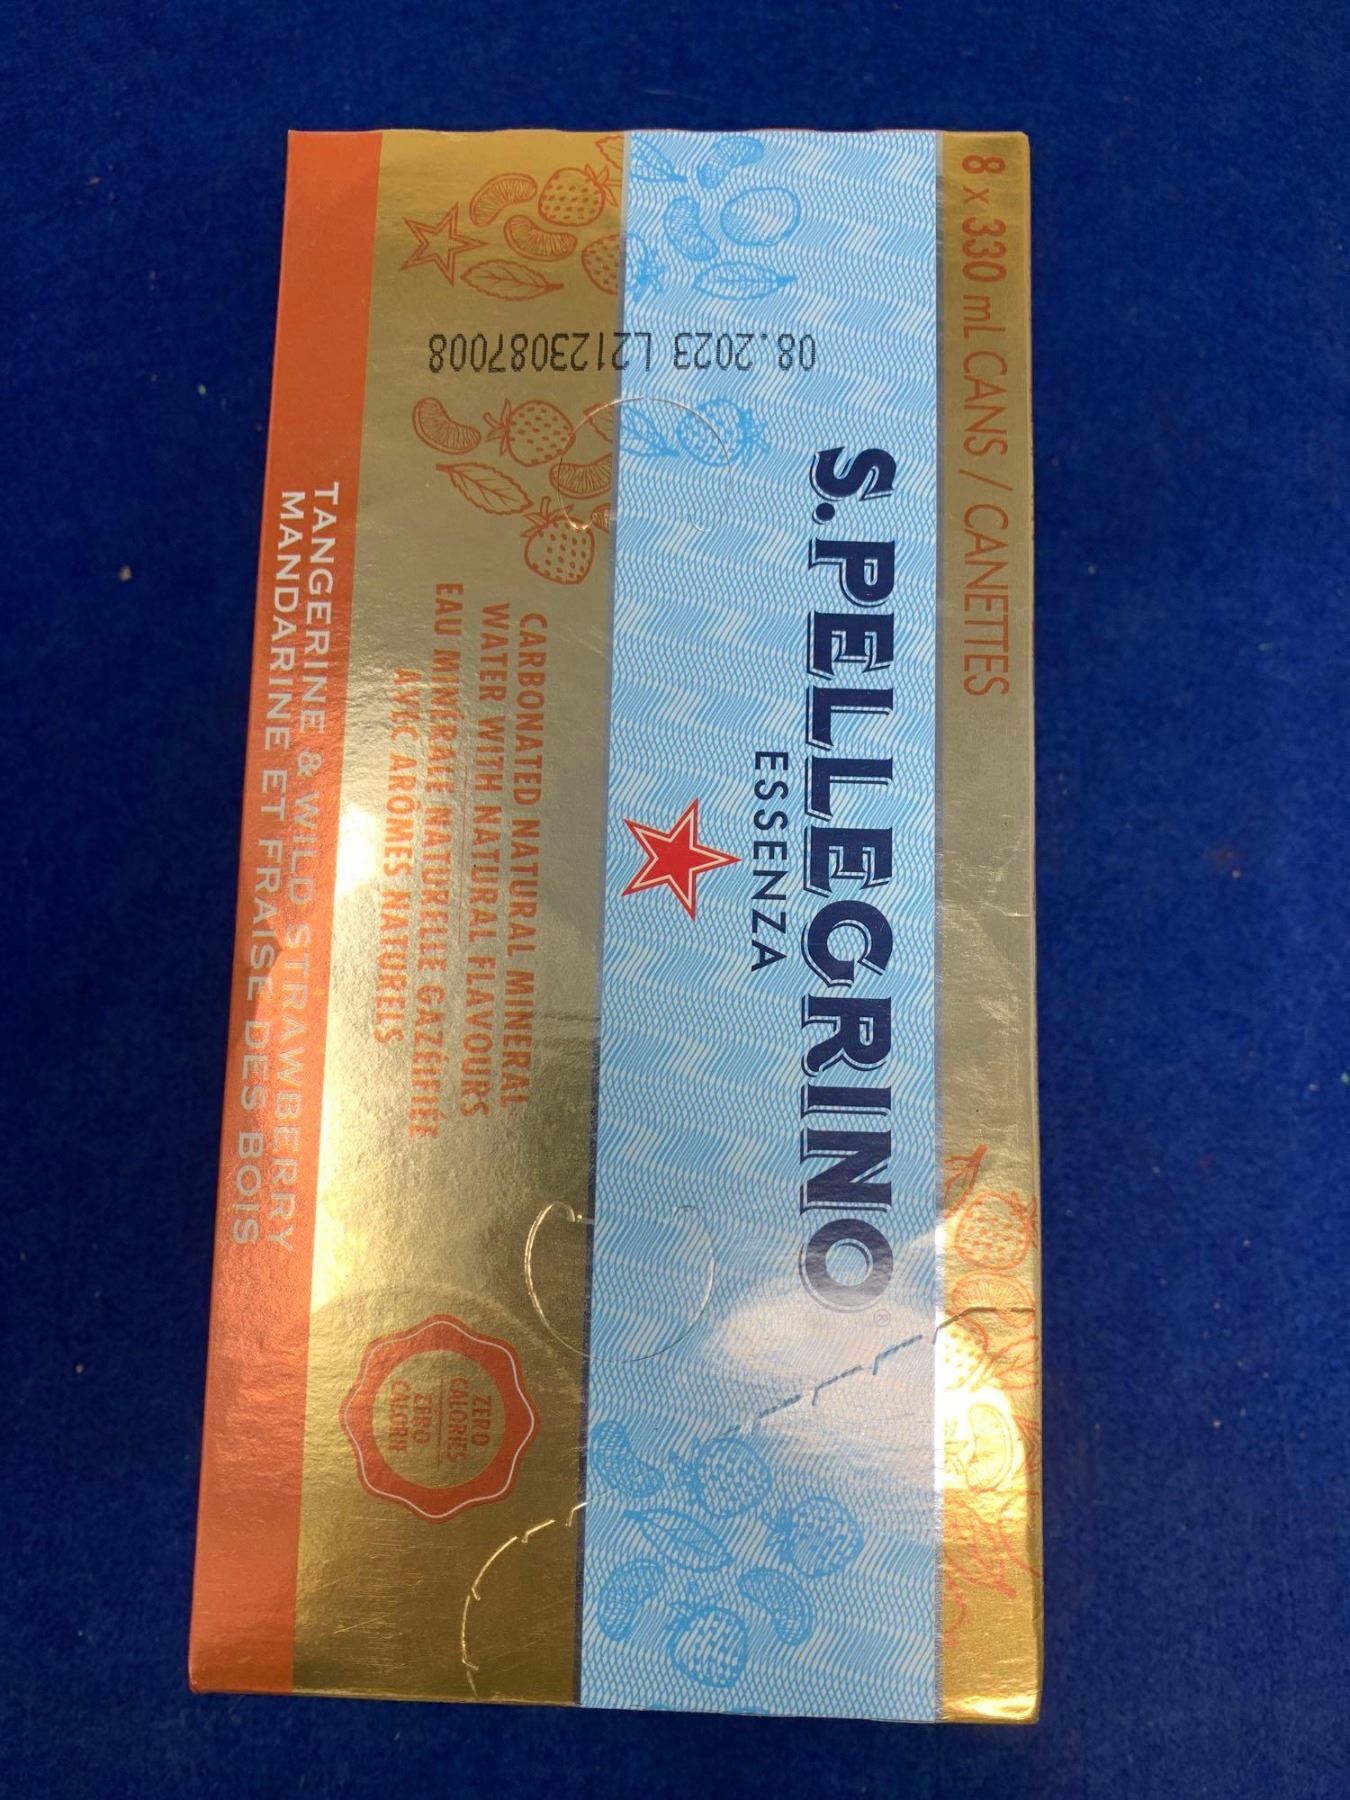 8 x 330 mL CANS / CANETTES
S.PELLEGRINO®
ESSENZA
CARBONATED NATURAL MINERAL
WATER WITH NATURAL FLAVOURS
EAU MINÉRALE NATURELLE GAZÉIFIÉE
AVEC ARÔMES NATURELS
ZERO
CALORIES
ZÉRO
CALORIE
TANGERINE & WILD STRAWBERRY
MANDARINE ET FRAISE DES BOIS
08.2023 L2123087008